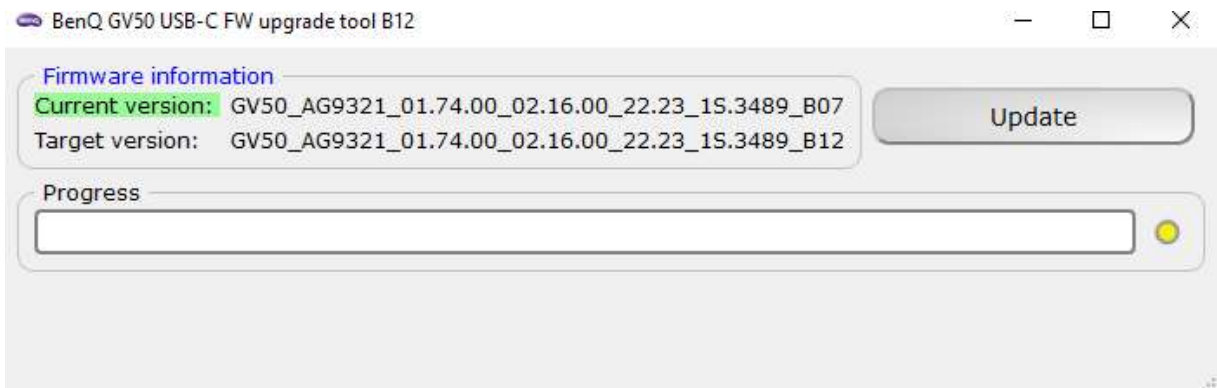 BenQ GV50 USB-C FW upgrade tool B12
Firmware information
Current version: GV50_AG9321_01.74.00_02.16.00_22.23_1S.3489_B07
Target version: GV50_AG9321_01.74.00_02.16.00_22.23_1S.3489_B12
Update
Progress